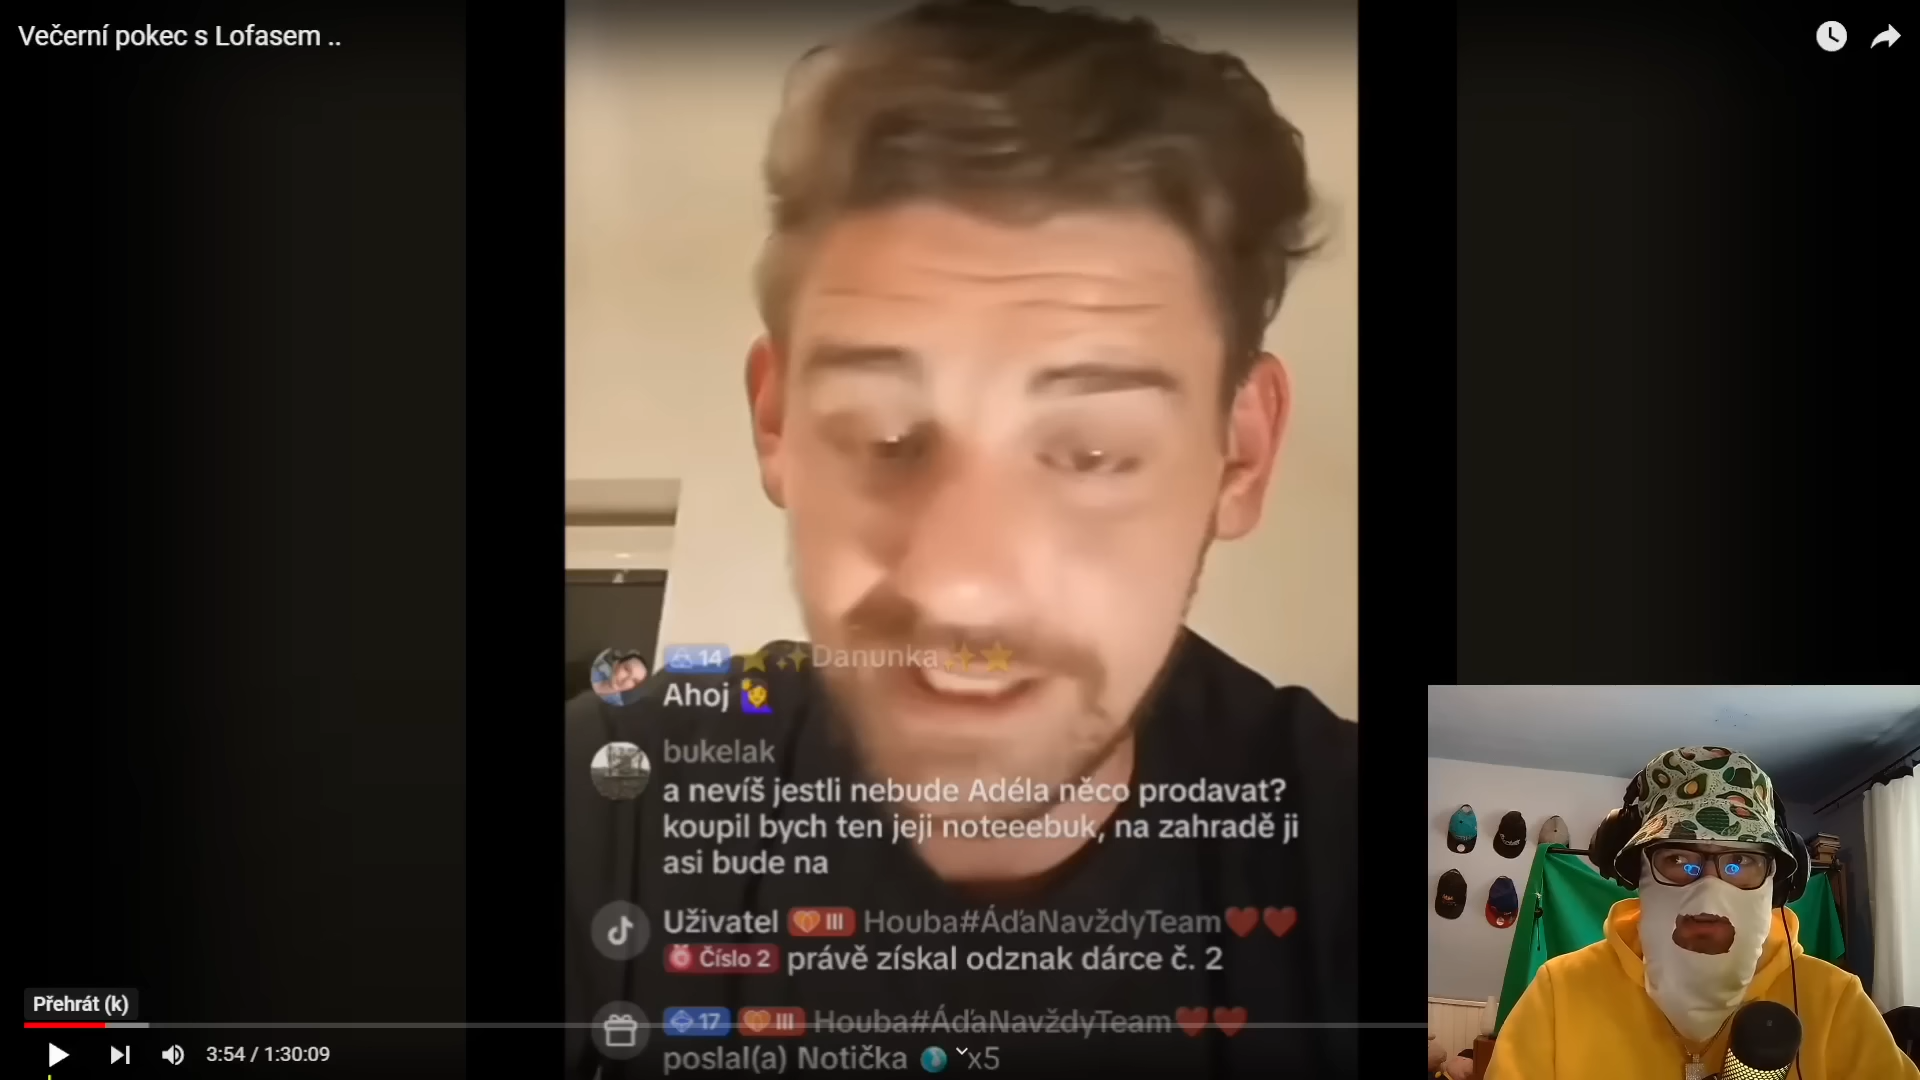 Večerní pokec s Lofasem ..
14 Danunka
Ahoj
bukelak
a nevíš jestli nebude Adéla něco prodavat?
koupil bych ten jeji noteeebuk, na zahradě ji
asi bude na
Uživatel III Houba#ÁďaNavždyTeam
Číslo 2 právě získal odznak dárce č. 2
17 III Houba#ÁďaNavždyTeam
poslal(a) Notička x5
Přehrát (k)
3:54 / 1:30:09